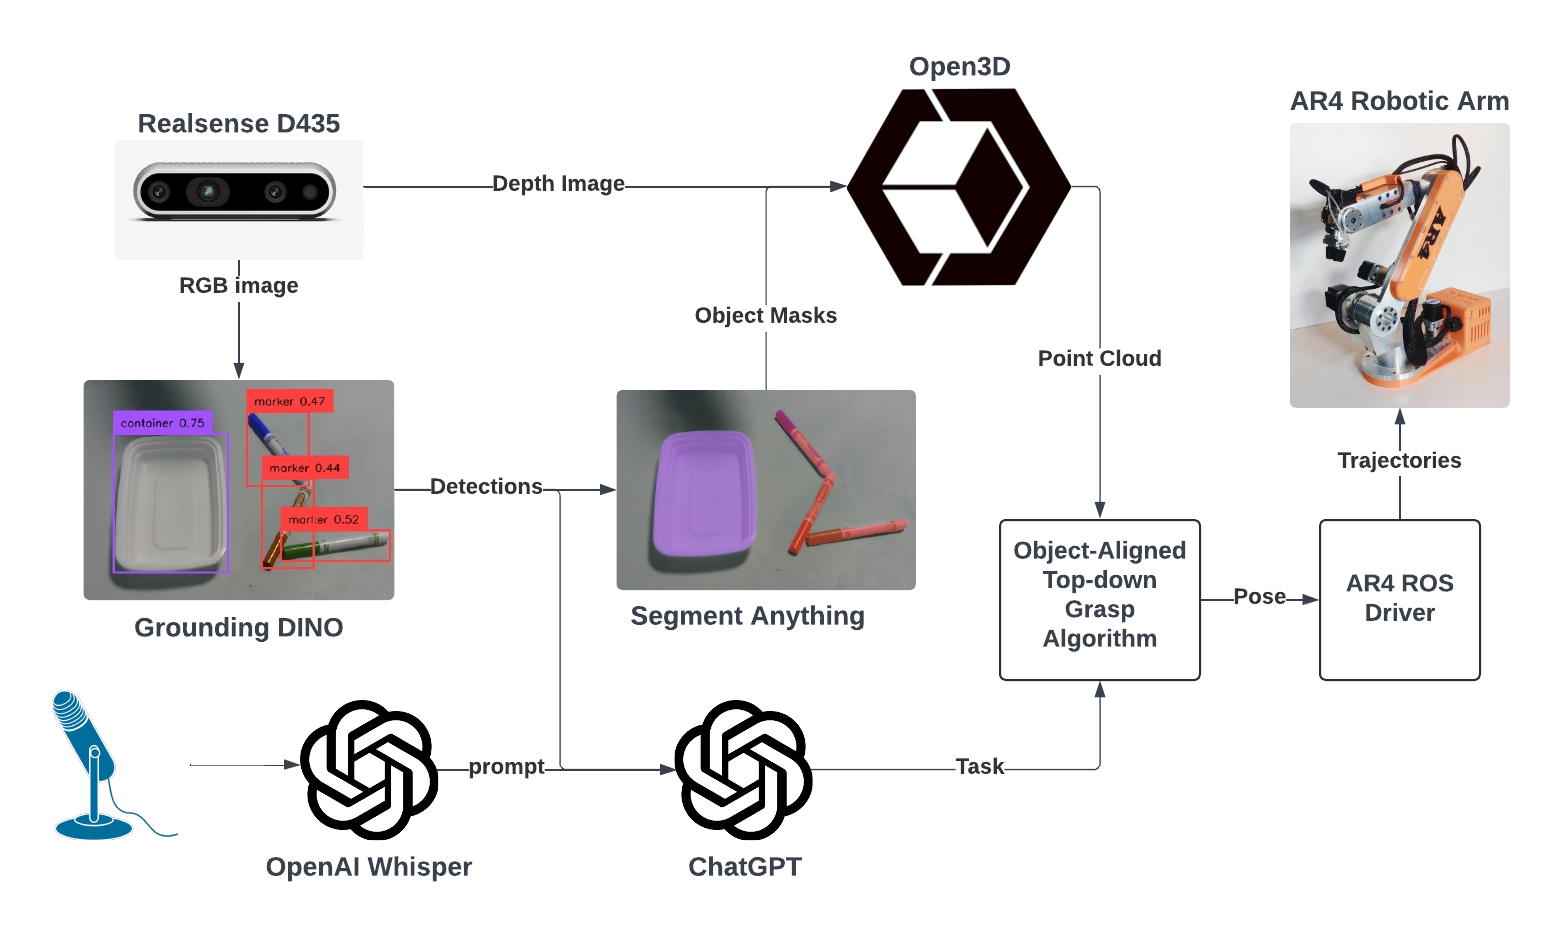 Open3D
AR4 Robotic Arm
Realsense D435
Depth Image
AR4
RGB image
Object Masks
Point Cloud
marker 0.47
container 0.75
marker 0.44
marker 0.52
Detections
Trajectories
Object-Aligned
Top-down
Grasp
Algorithm
Pose
AR4 ROS
Driver
Grounding DINO
Segment Anything
prompt
Task
OpenAI Whisper
ChatGPT